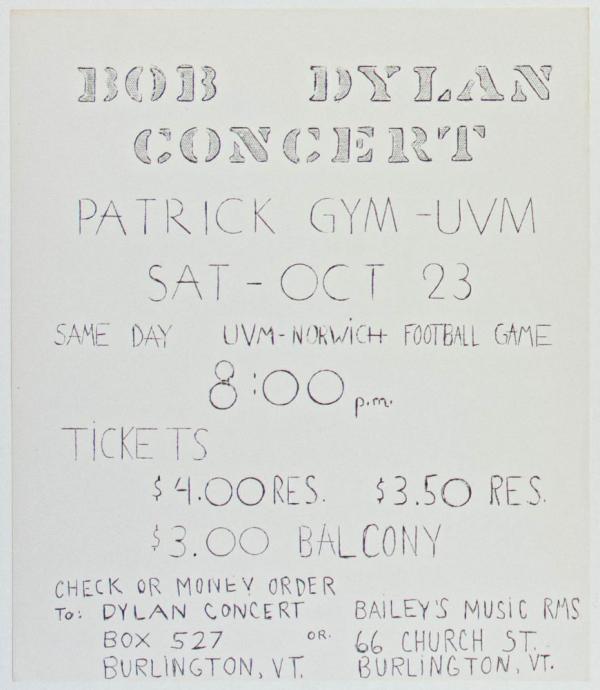 BOB DYLAN
CONCERT
PATRICK GYM - UVM
SAT - OCT 23
SAME DAY UVM - NORWICH FOOTBALL GAME
8:00 p.m.
TICKETS
$4.00 RES. $3.50 RES.
$3.00 BALCONY
CHECK OR MONEY ORDER
To: DYLAN CONCERT
BOX 527
BURLINGTON, VT.
OR.
BAILEY'S MUSIC RMS
66 CHURCH ST.
BURLINGTON, VT.